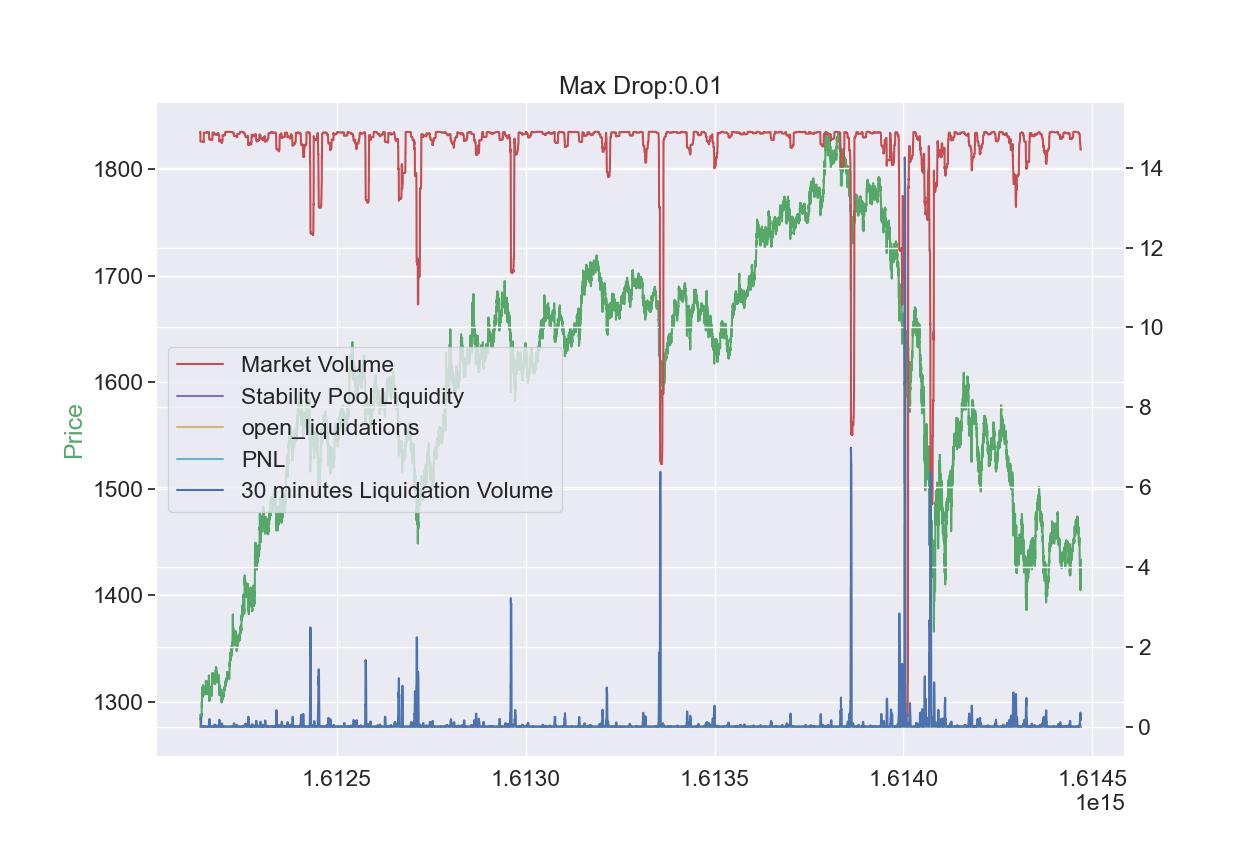 Max Drop:0.01
1800
1700
1600
1500
1400
1300
Price
Market Volume
Stability Pool Liquidity
open_liquidations
PNL
30 minutes Liquidation Volume
14
12
10
8
6
4
2
0
1.6125 1.6130 1.6135 1.6140 1.6145
1e15